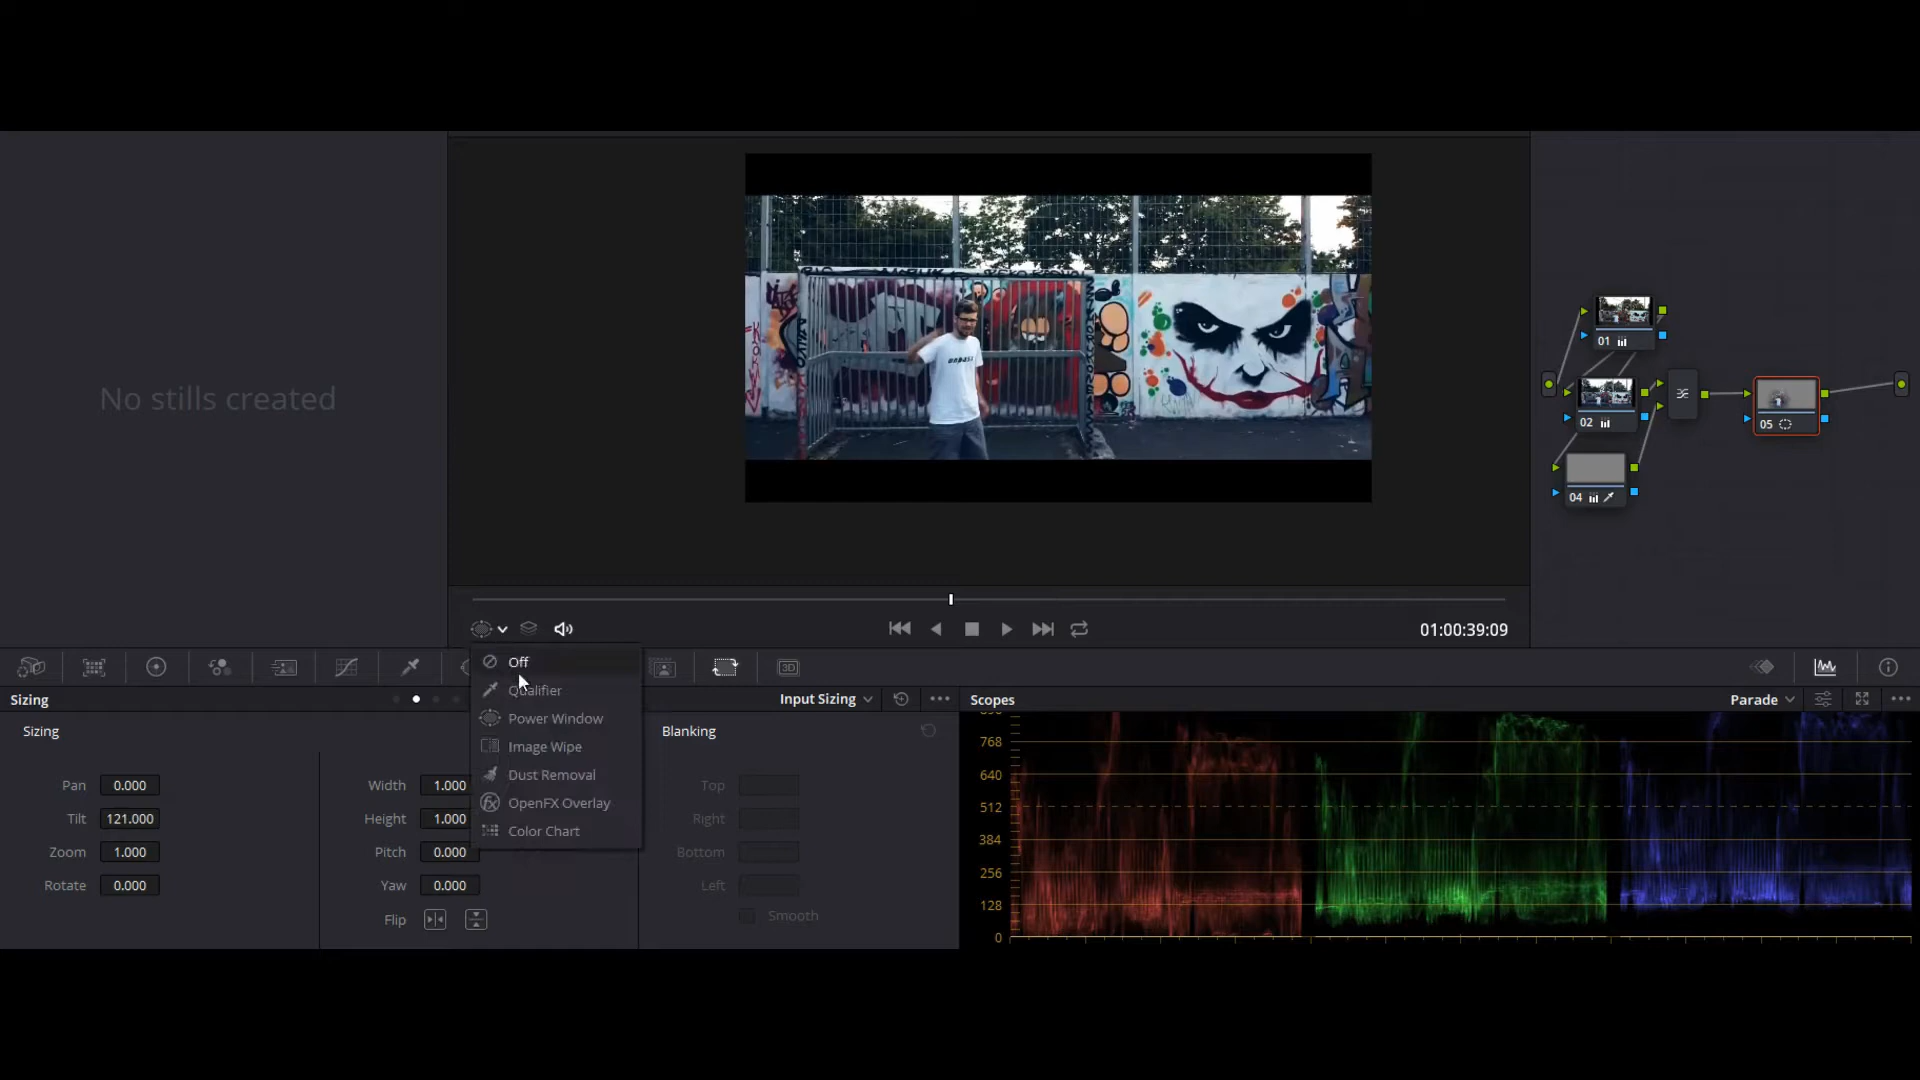 No stills created
01
02
05
04
01:00:39:09
Off
Qualifier
Power Window
Image Wipe
Dust Removal
OpenFX Overlay
Color Chart
3D
Sizing
Input Sizing
Scopes
Parade
Sizing
Blanking
Pan 0.000
Tilt 121.000
Zoom 1.000
Rotate 0.000
Width 1.000
Height 1.000
Pitch 0.000
Yaw 0.000
Flip
Top
Right
Bottom
Left
Smooth
768
640
512
384
256
128
0